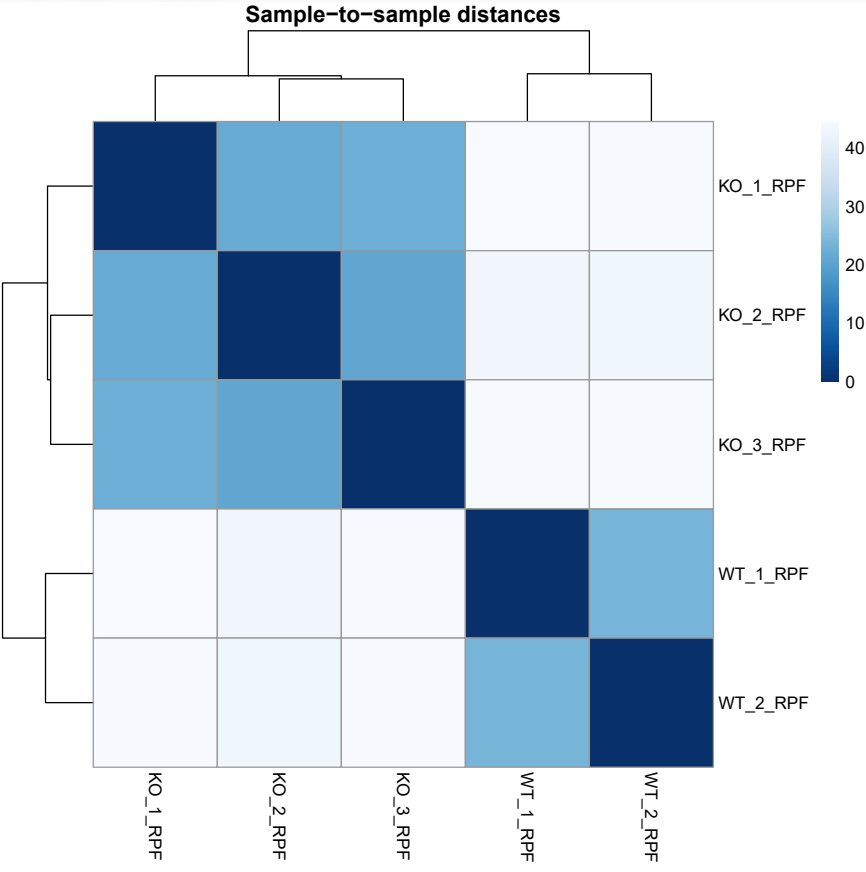 Sample−to−sample distances
40
30
20
10
0
KO_1_RPF
KO_2_RPF
KO_3_RPF
WT_1_RPF
WT_2_RPF
KO_1_RPF
KO_2_RPF
KO_3_RPF
WT_1_RPF
WT_2_RPF